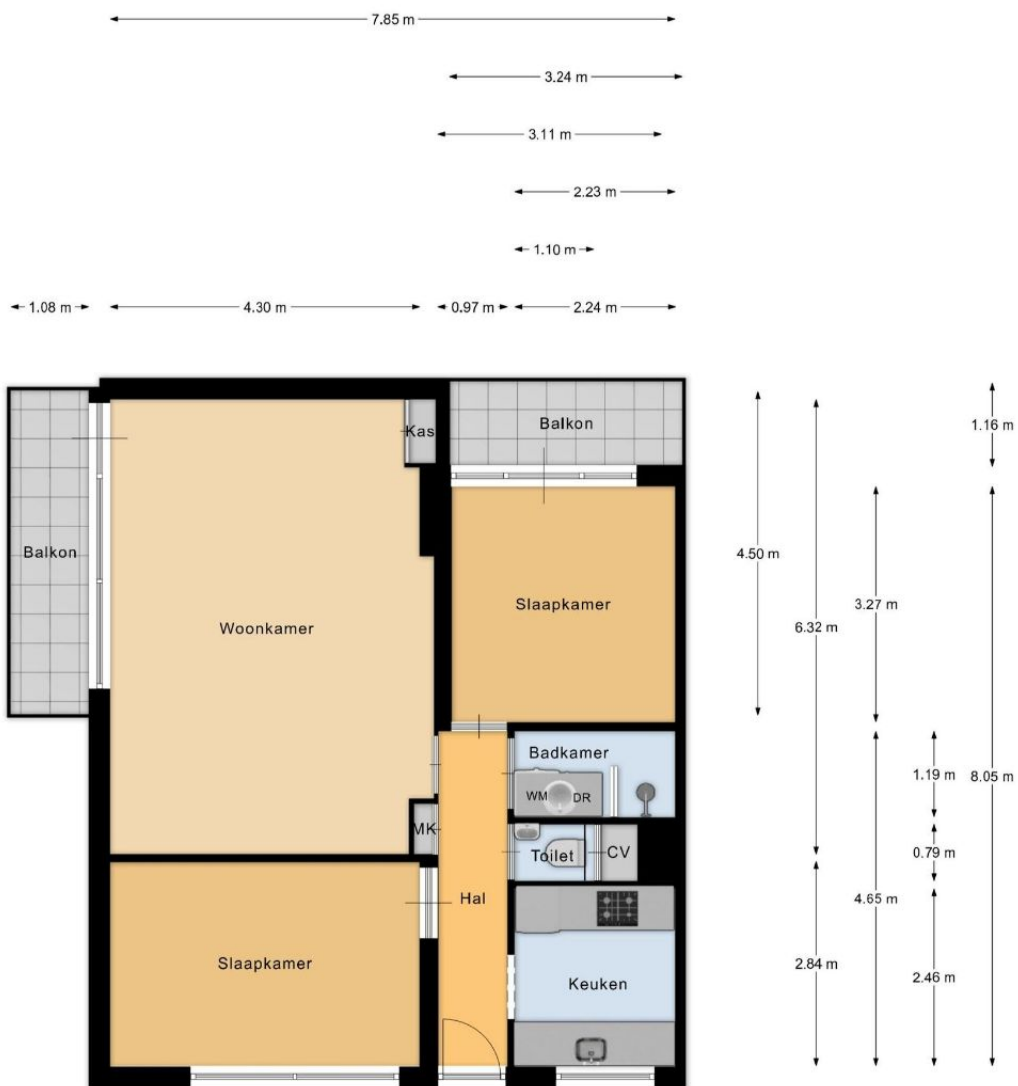 7.85 m
3.24 m
3.11 m
2.23 m
1.10 m
1.08 m
4.30 m
0.97 m
2.24 m
Kas
Balkon
1.16 m
Balkon
4.50 m
Slaapkamer
3.27 m
Woonkamer
6.32 m
Badkamer
1.19 m
8.05 m
WM
DR
MK
Toilet
CV
0.79 m
Hal
4.65 m
Slaapkamer
2.84 m
Keuken
2.46 m